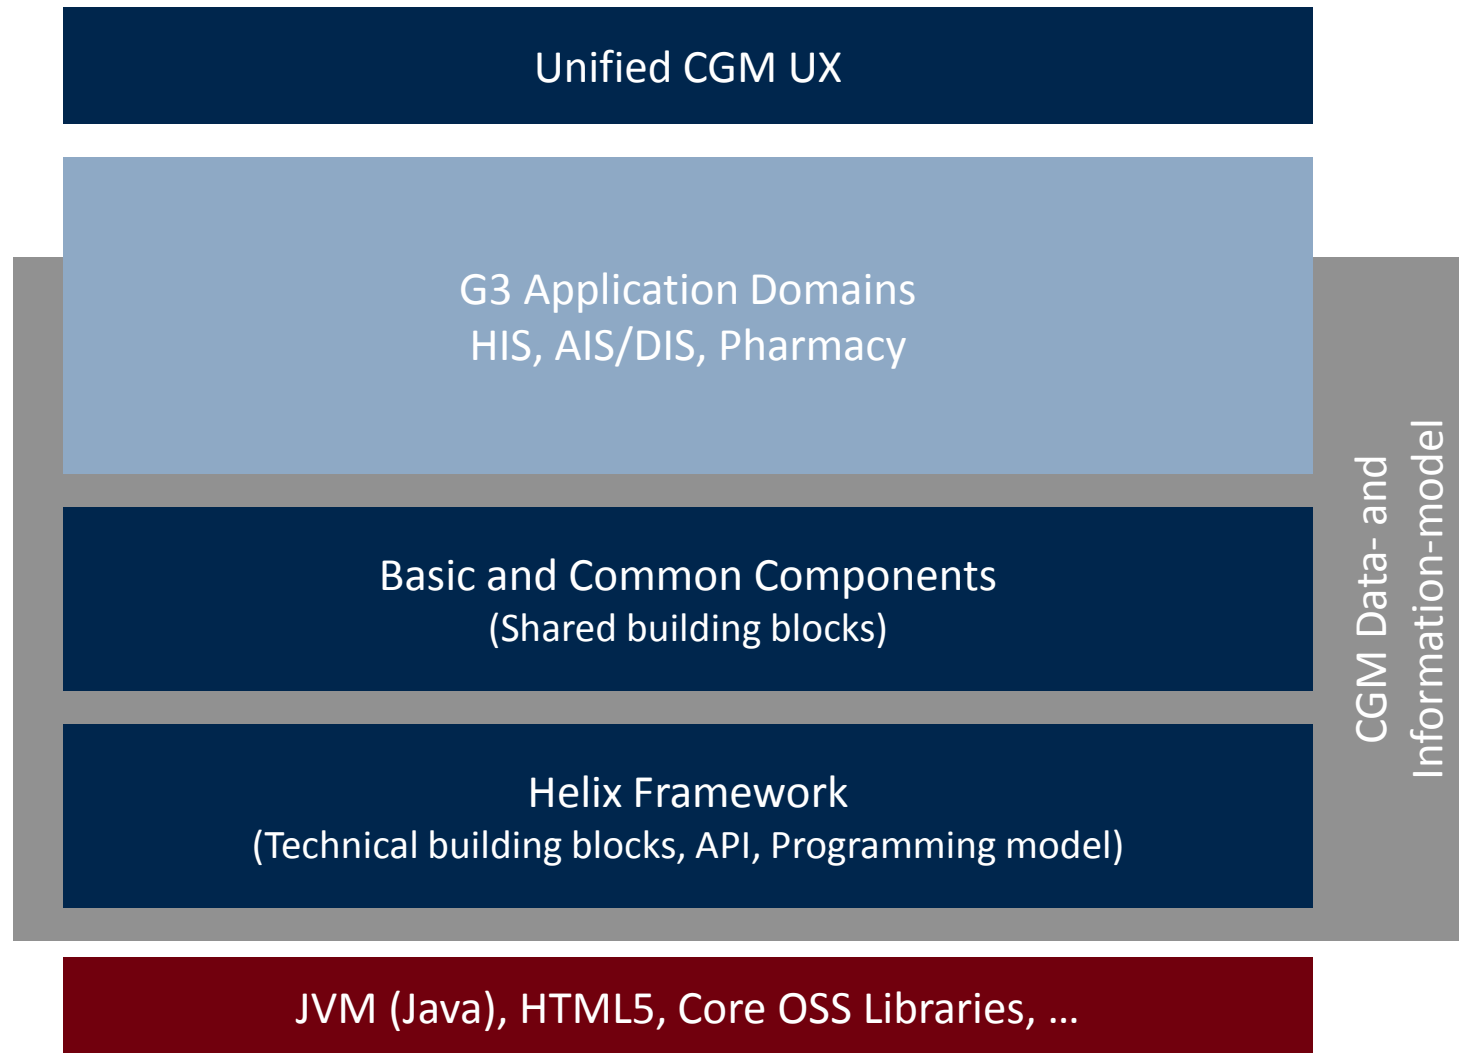 Unified CGM UX
G3 Application Domains
HIS, AIS/DIS, Pharmacy
Basic and Common Components
(Shared building blocks)
Helix Framework
(Technical building blocks, API, Programming model)
CGM Data- and
Information-model
JVM (Java), HTML5, Core OSS Libraries, …